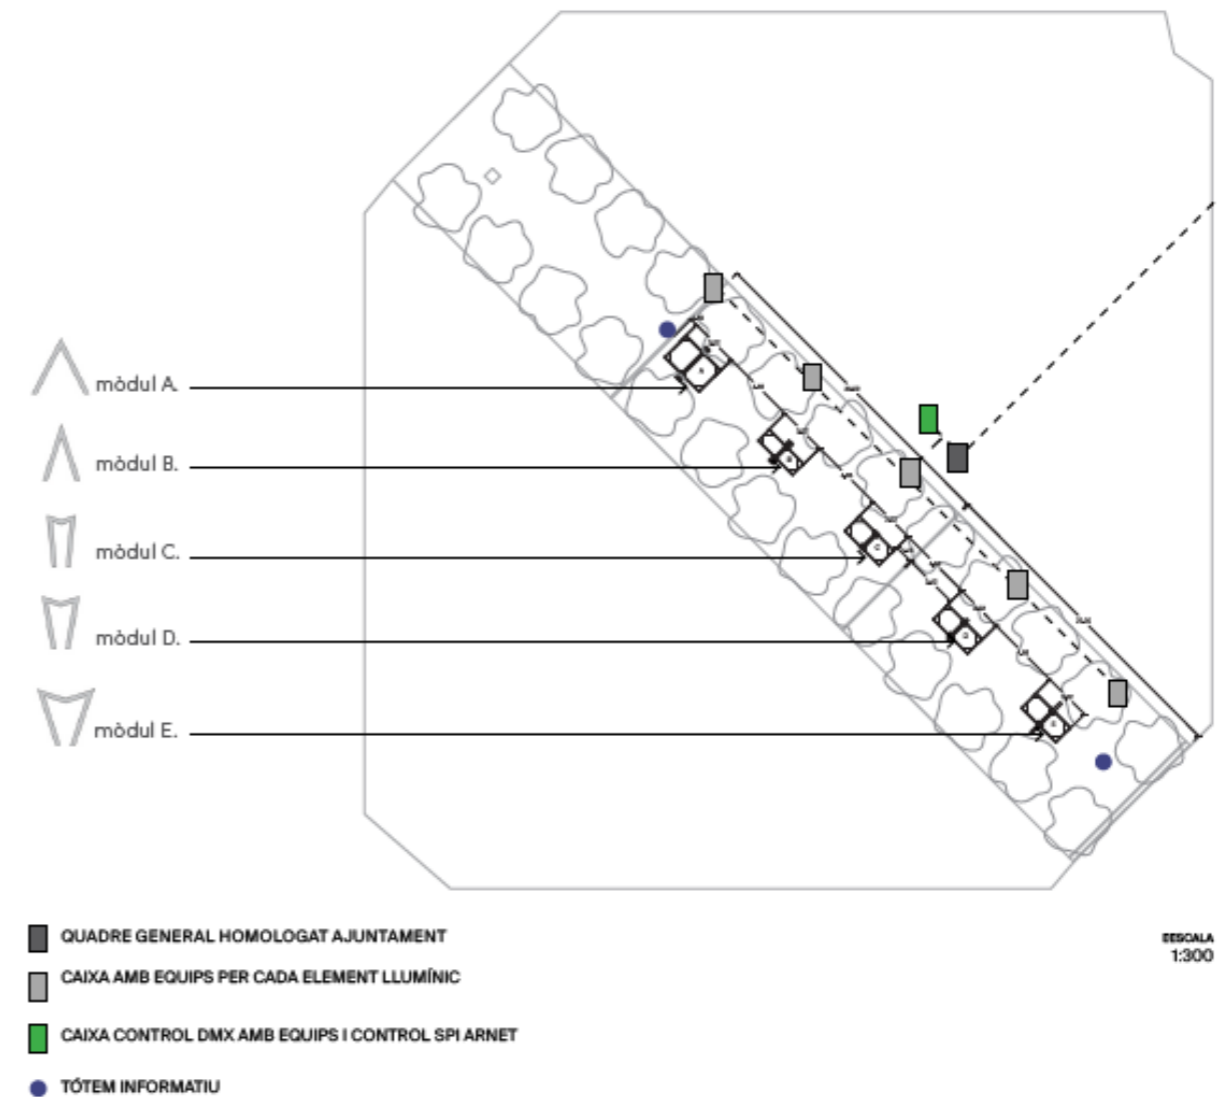 mòdul A.
mòdul B.
mòdul C.
mòdul D.
mòdul E.
QUADRE GENERAL HOMOLOGAT AJUNTAMENT
CAIXA AMB EQUIPS PER CADA ELEMENT LLUMÍNIC
CAIXA CONTROL DMX AMB EQUIPS I CONTROL SPI ARNET
TÓTEM INFORMATIU
EESCALA
1:300